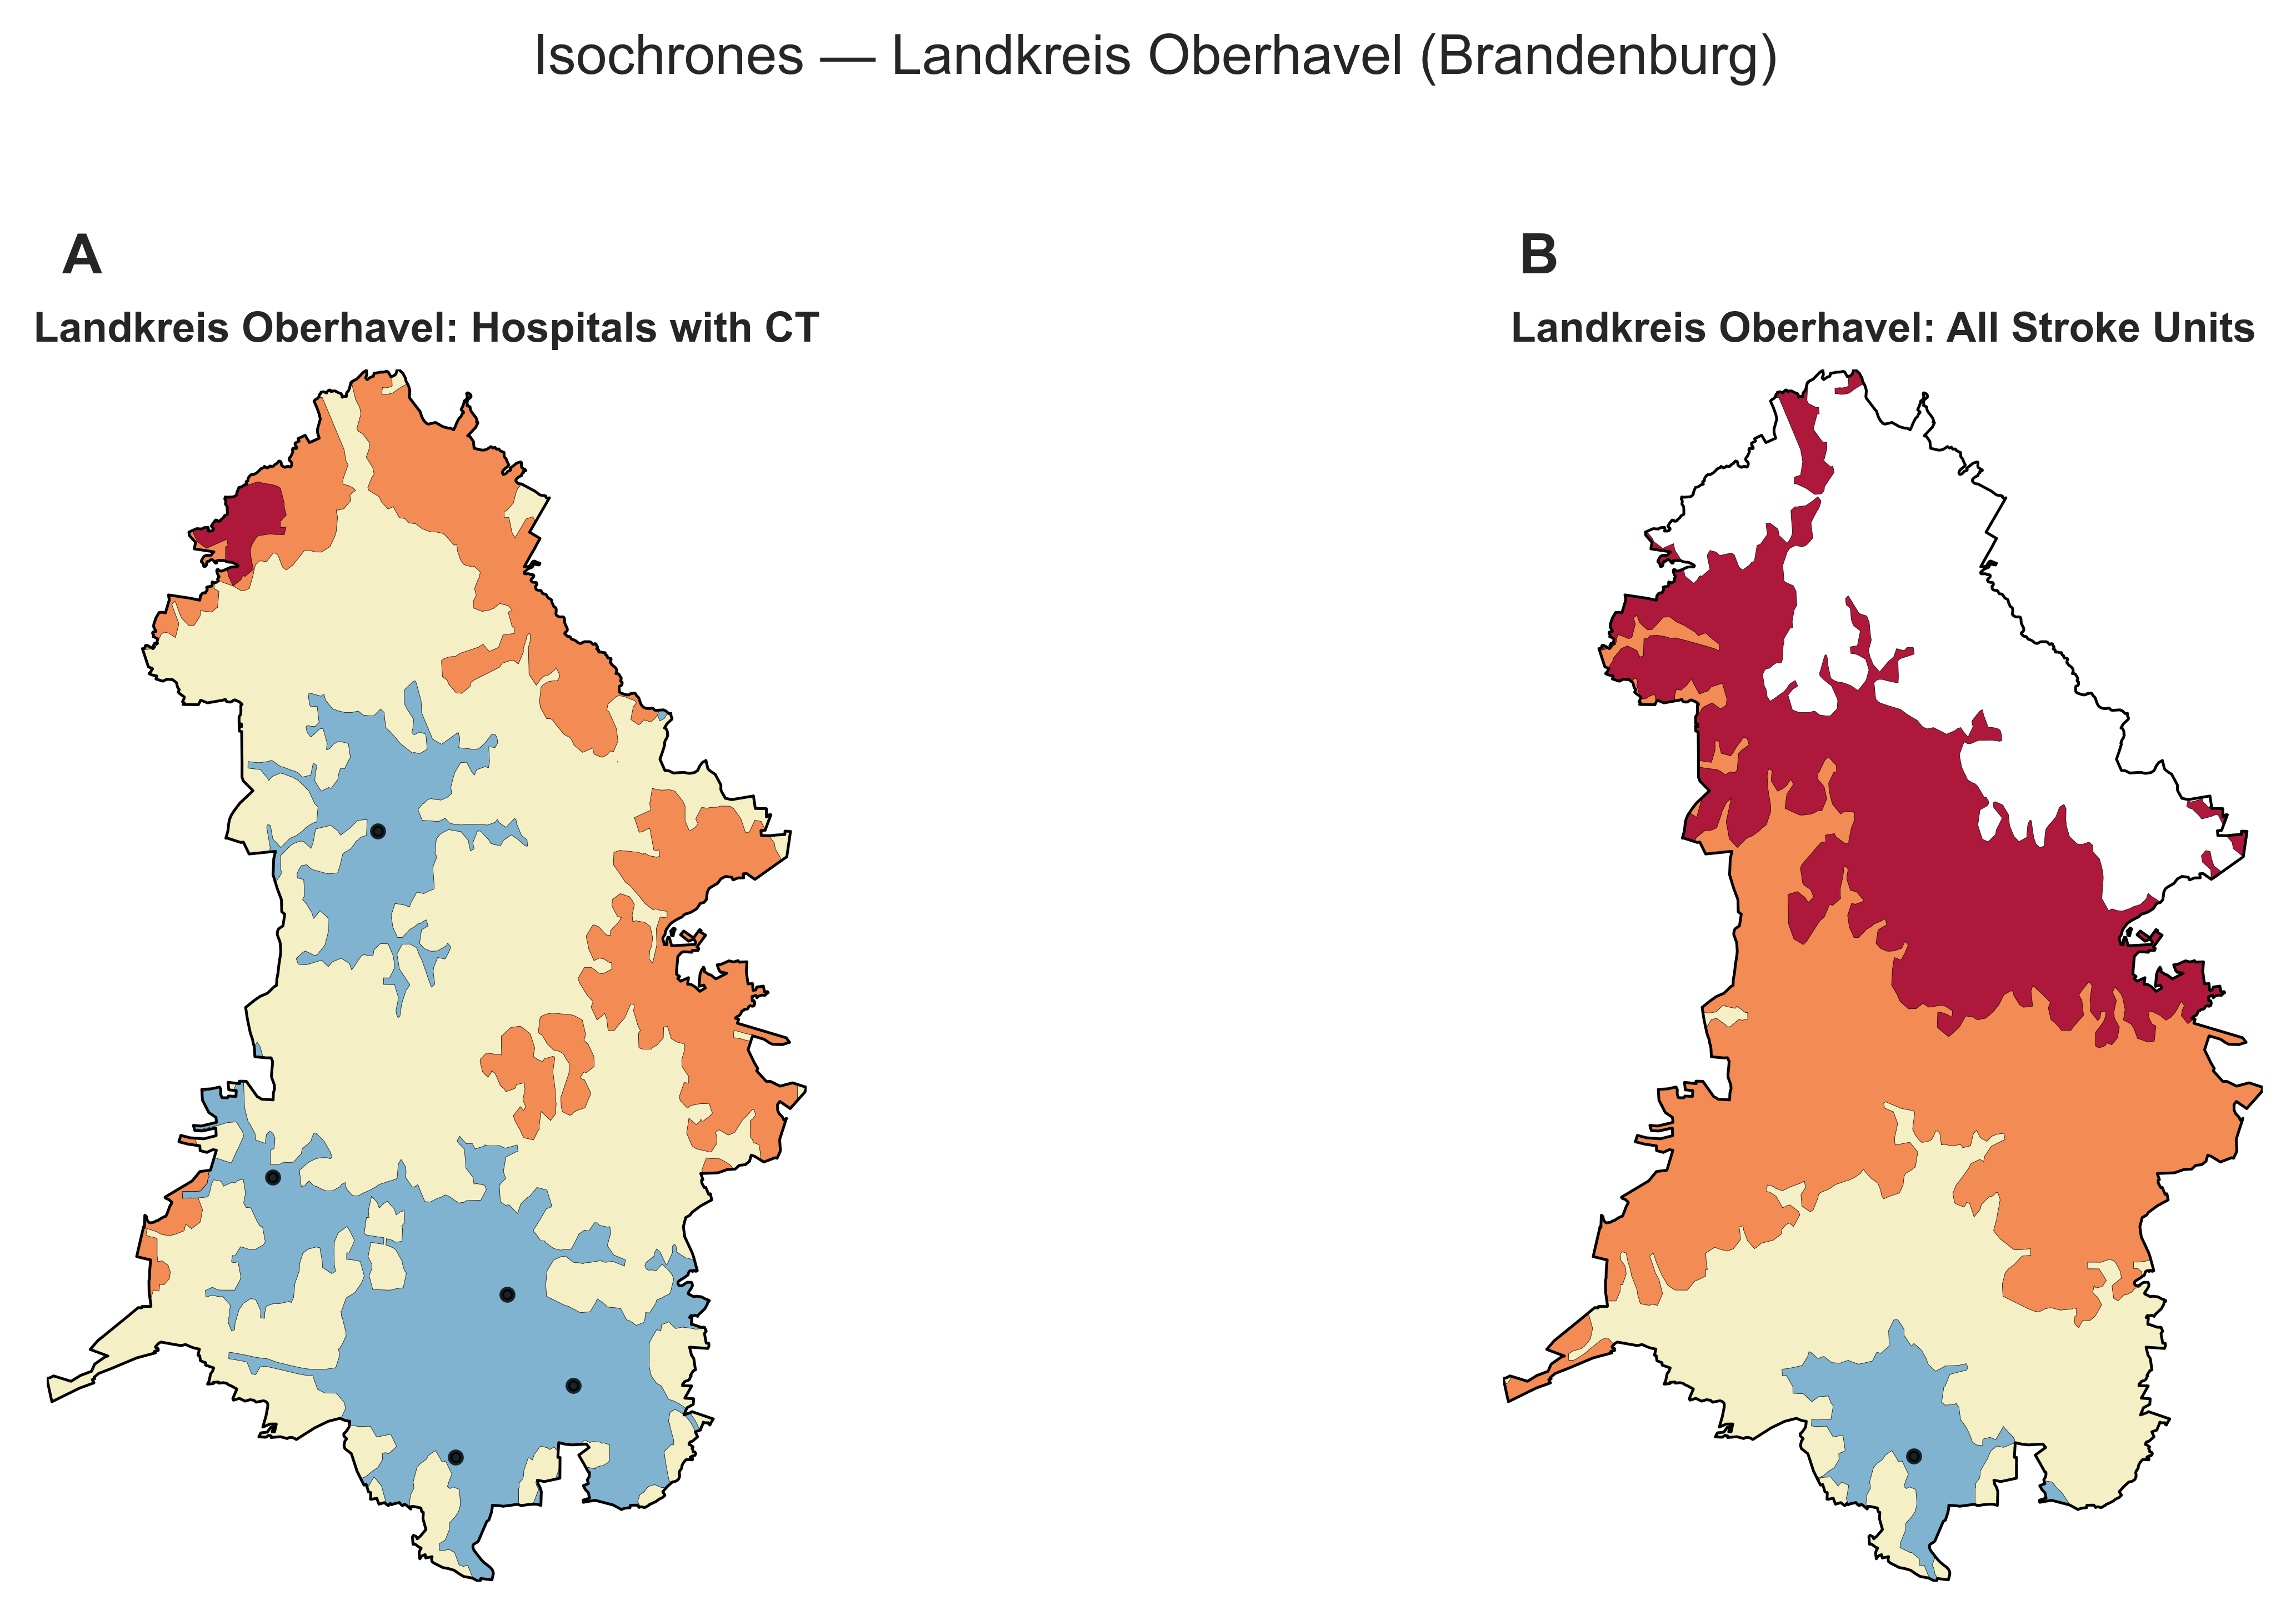 Isochrones — Landkreis Oberhavel (Brandenburg)
A
Landkreis Oberhavel: Hospitals with CT
B
Landkreis Oberhavel: All Stroke Units